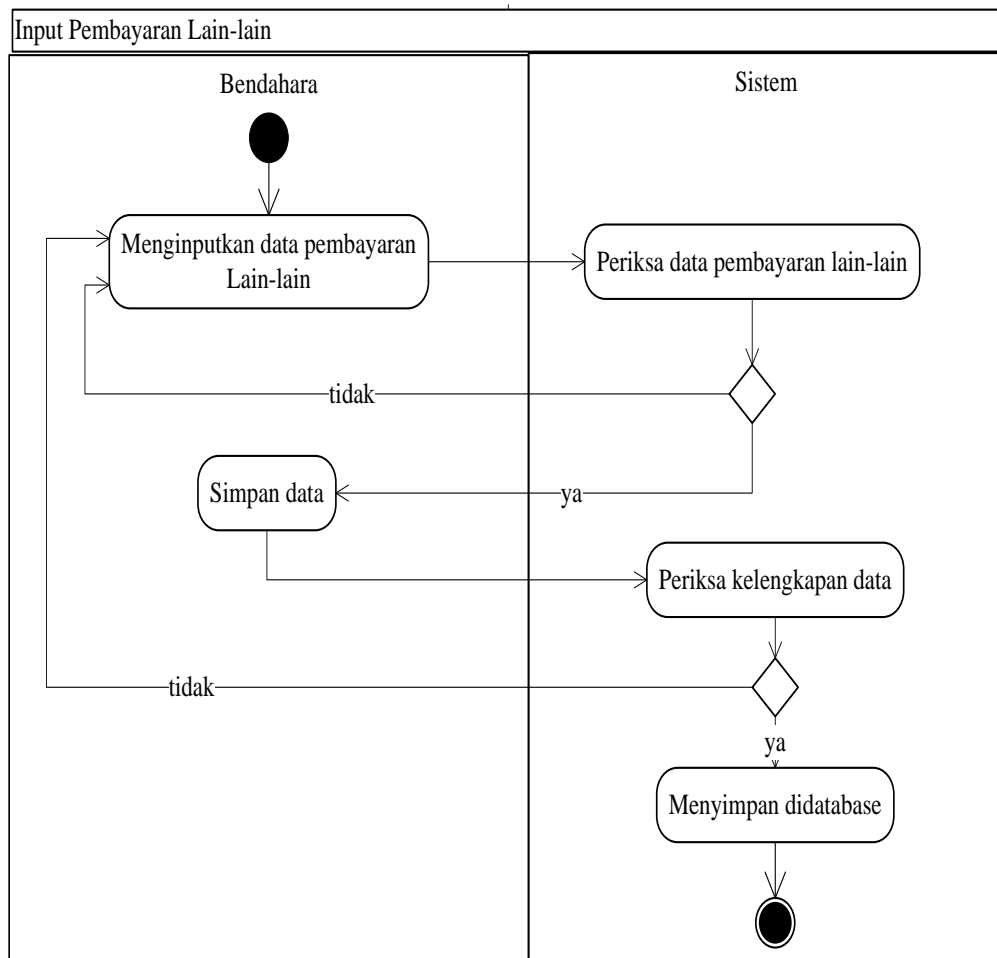 Input Pembayaran Lain-lain
Bendahara
Sistem
Menginputkan data pembayaran
Lain-lain
Periksa data pembayaran lain-lain
tidak
Simpan data
ya
Periksa kelengkapan data
tidak
ya
Menyimpan didatabase